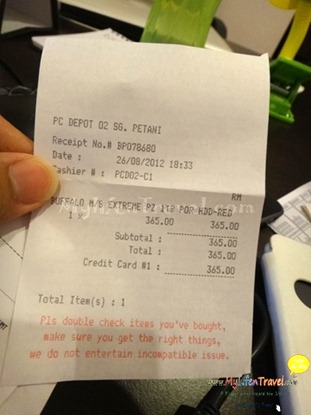 PC DEPOT 02 SG. PETANI
Receipt No.# BP078680
Date : 26/08/2012 18:33
Cashier # : PCD02-C1
RM
BUFFALO M/S EXTREME PZ 1TB POR HDD-RED
1 365.00 365.00
Subtotal : 365.00
Total : 365.00
Credit Card #1 : 365.00
Total Item(s) : 1
Pls double check items you've bought,
make sure you get the right things,
we do not entertain incompatible issue.
www.MyLifenTravel.com